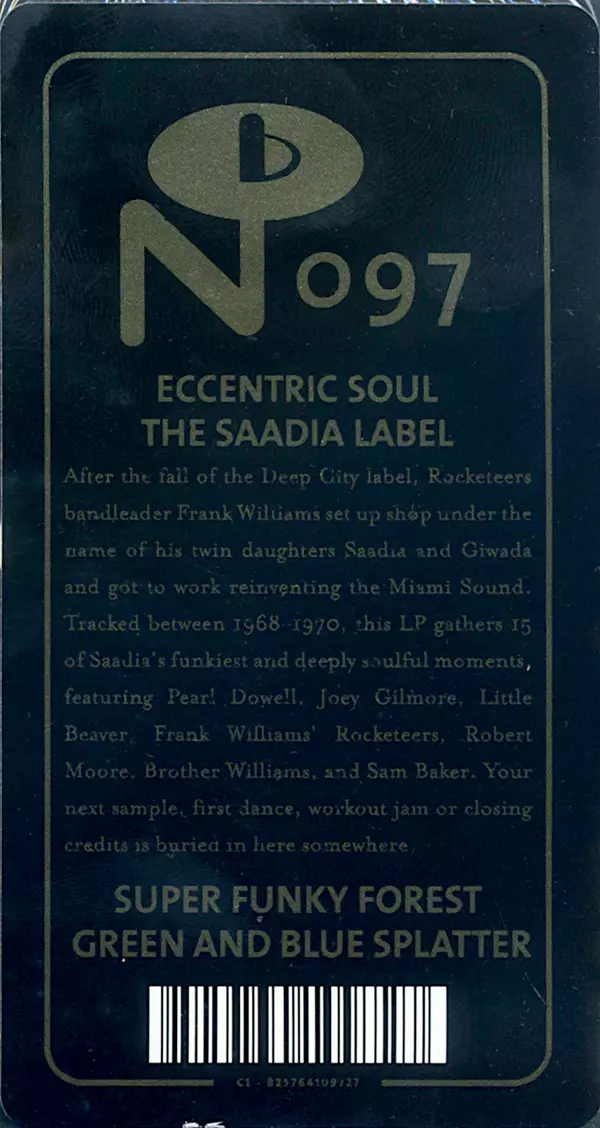 No 097
ECCENTRIC SOUL
THE SAADIA LABEL
After the fall of the Deep City label, Rocketeers
bandleader Frank Williams set up shop under the
name of his twin daughters Saadia and Giwada
and got to work reinventing the Miami Sound.
Tracked between 1968-1970, this LP gathers 15
of Saadia's funkiest and deeply soulful moments,
featuring Pearl Dowell, Joey Gilmore, Little
Beaver, Frank Williams' Rocketeers, Robert
Moore, Brother Williams, and Sam Baker. Your
next sample, first dance, workout jam or closing
credits is buried in here somewhere.
SUPER FUNKY FOREST
GREEN AND BLUE SPLATTER
C1 - 825764109727